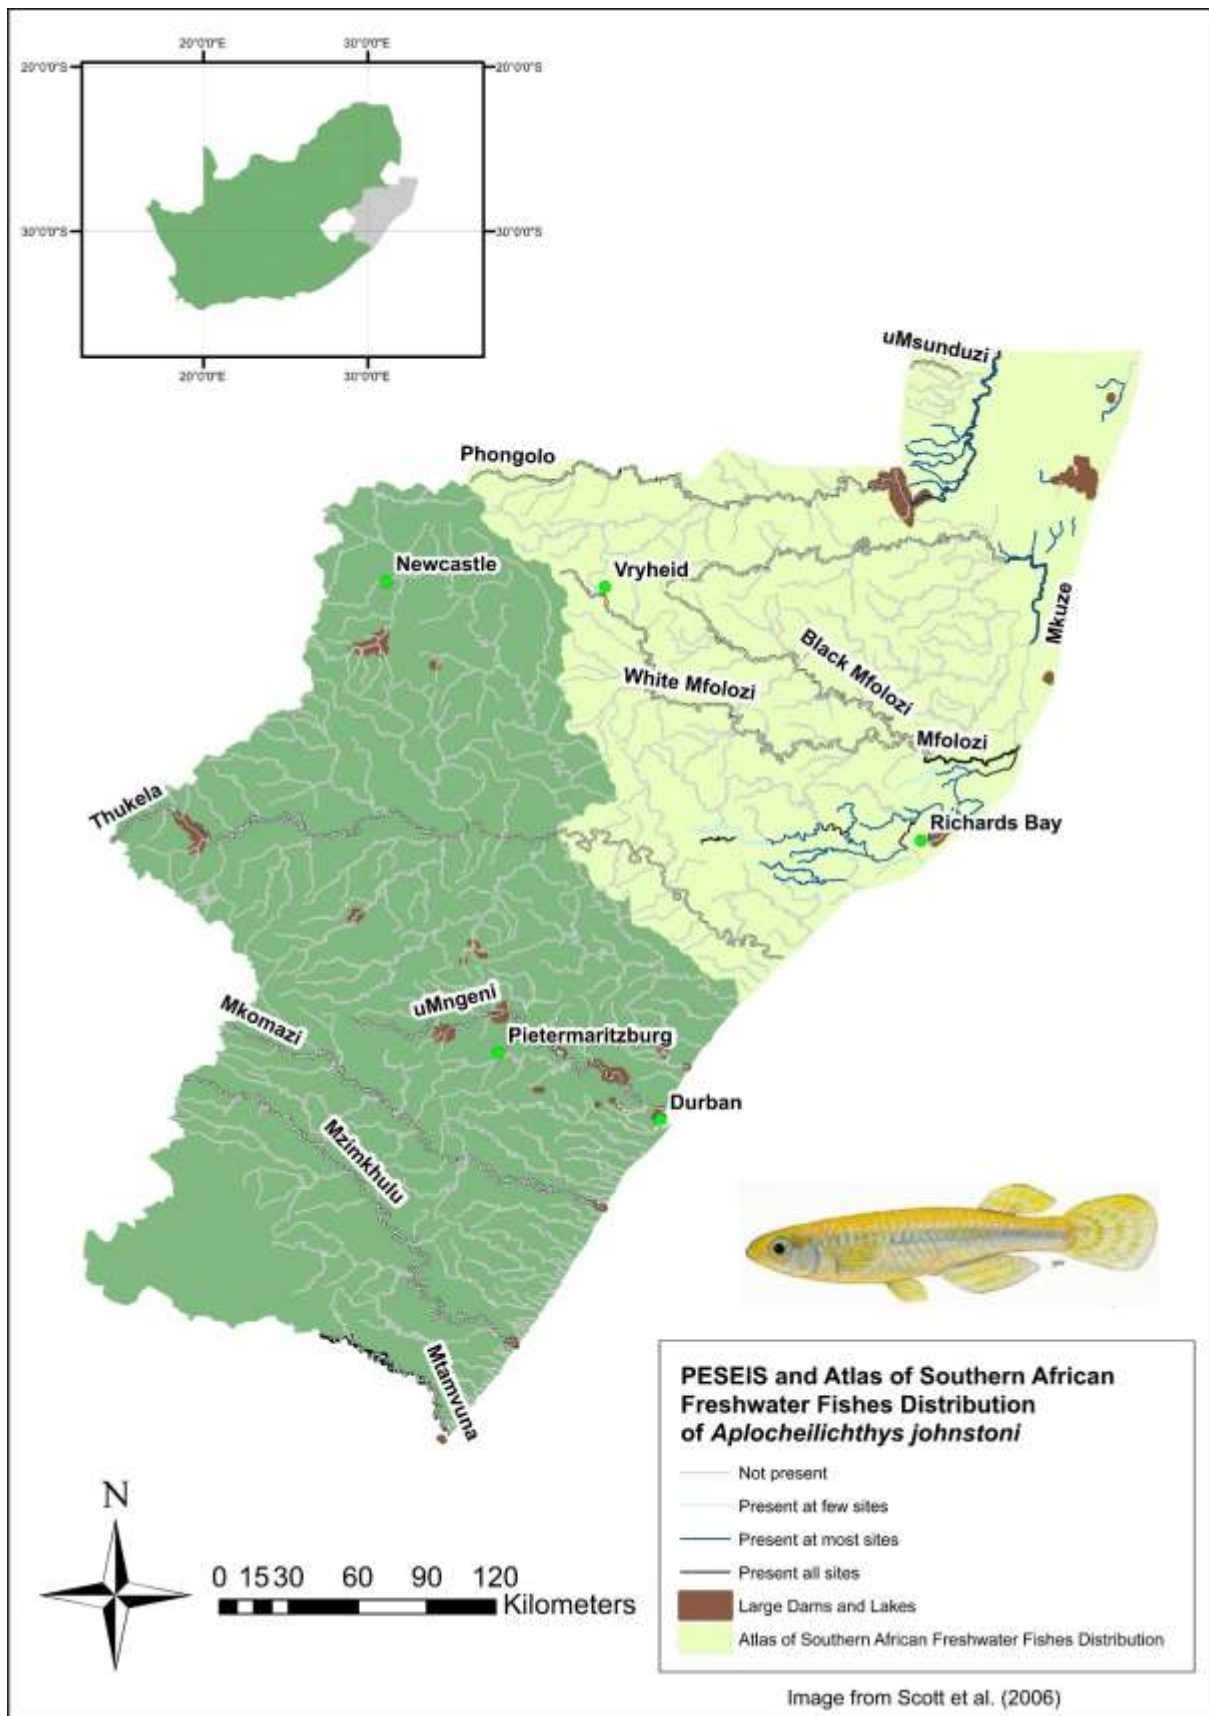 20°0'0"E
30°0'0"E
20°0'0"S
20°0'0"S
30°0'0"S
30°0'0"S
20°0'0"E
30°0'0"E
uMsunduzi
Phongolo
Newcastle
Vryheid
Mkuze
Black Mfolozi
White Mfolozi
Mfolozi
Thukela
Richards Bay
uMngeni
Mkomazi
Pietermaritzburg
Durban
Mzimkhulu
Mtamvuna
PESEIS and Atlas of Southern African
Freshwater Fishes Distribution
of Aplocheilichthys johnstoni
Not present
Present at few sites
Present at most sites
Present all sites
Large Dams and Lakes
Atlas of Southern African Freshwater Fishes Distribution
N
0 15 30 60 90 120
Kilometers
Image from Scott et al. (2006)